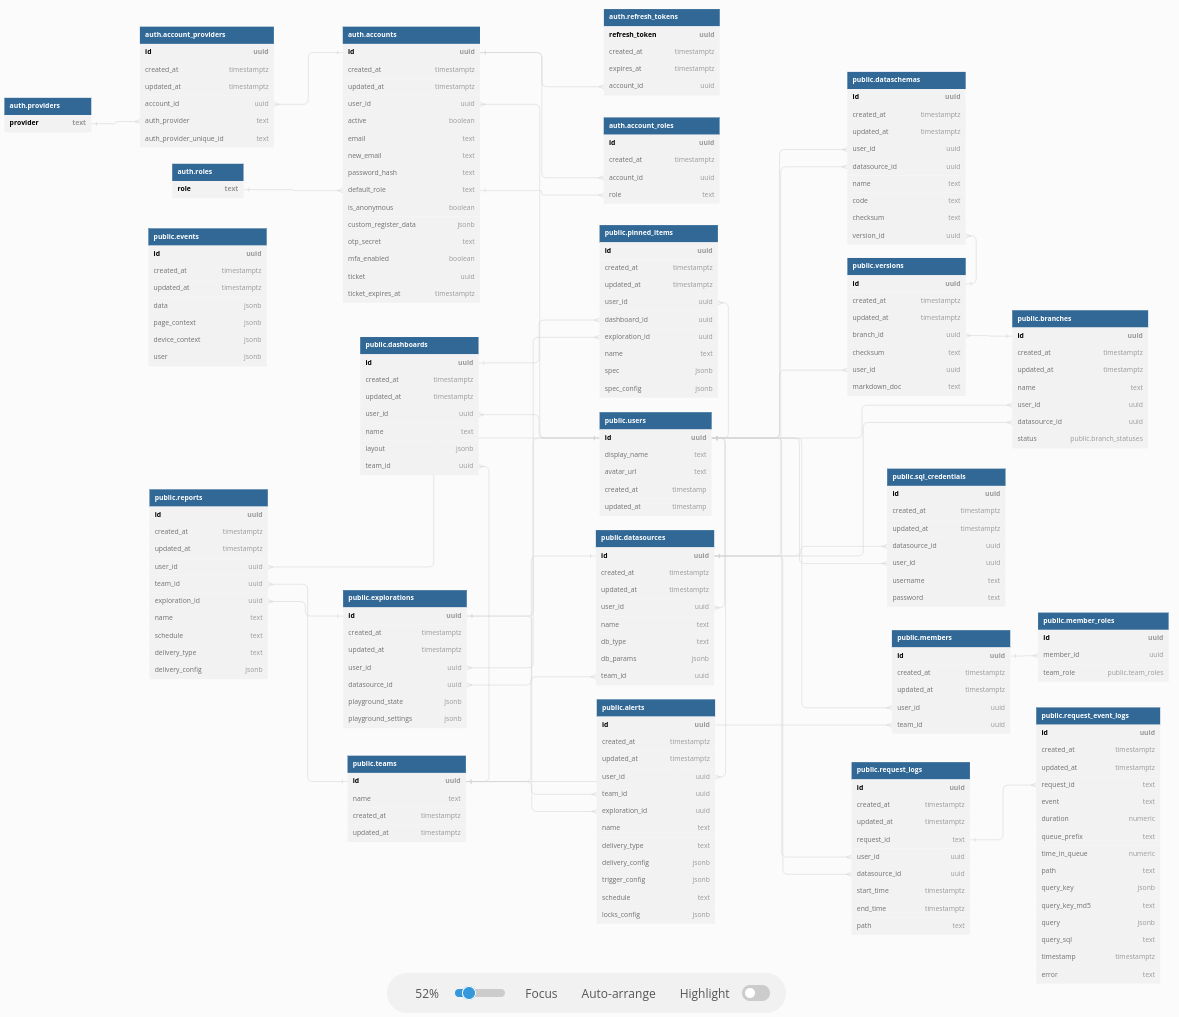 auth.providers
provider text
auth.account_providers
id uuid
created_at timestamptz
updated_at timestamptz
account_id uuid
auth_provider text
auth_provider_unique_id text
auth.roles
role text
public.events
id uuid
created_at timestamptz
updated_at timestamptz
data jsonb
page_context jsonb
device_context jsonb
user jsonb
public.reports
id uuid
created_at timestamptz
updated_at timestamptz
user_id uuid
team_id uuid
exploration_id uuid
name text
schedule text
delivery_type text
delivery_config jsonb
auth.accounts
id uuid
created_at timestamptz
updated_at timestamptz
user_id uuid
active boolean
email text
new_email text
password_hash text
default_role text
is_anonymous boolean
custom_register_data jsonb
otp_secret text
mfa_enabled boolean
ticket uuid
ticket_expires_at timestamptz
public.dashboards
id uuid
created_at timestamptz
updated_at timestamptz
user_id uuid
name text
layout jsonb
team_id uuid
public.explorations
id uuid
created_at timestamptz
updated_at timestamptz
user_id uuid
datasource_id uuid
playground_state jsonb
playground_settings jsonb
public.teams
id uuid
name text
created_at timestamptz
updated_at timestamptz
auth.refresh_tokens
refresh_token uuid
created_at timestamptz
expires_at timestamptz
account_id uuid
auth.account_roles
id uuid
created_at timestamptz
account_id uuid
role text
public.pinned_items
id uuid
created_at timestamptz
updated_at timestamptz
user_id uuid
dashboard_id uuid
exploration_id uuid
name text
spec jsonb
spec_config jsonb
public.users
id uuid
display_name text
avatar_url text
created_at timestamp
updated_at timestamp
public.datasources
id uuid
created_at timestamptz
updated_at timestamptz
user_id uuid
name text
db_type text
db_params jsonb
team_id uuid
public.alerts
id uuid
created_at timestamptz
updated_at timestamptz
user_id uuid
team_id uuid
exploration_id uuid
name text
delivery_type text
delivery_config jsonb
trigger_config jsonb
schedule text
locks_config jsonb
public.dataschemas
id uuid
created_at timestamptz
updated_at timestamptz
user_id uuid
datasource_id uuid
name text
code text
checksum text
version_id uuid
public.versions
id uuid
created_at timestamptz
updated_at timestamptz
branch_id uuid
checksum text
user_id uuid
markdown_doc text
public.branches
id uuid
created_at timestamptz
updated_at timestamptz
name text
user_id uuid
datasource_id uuid
status public.branch_statuses
public.sql_credentials
id uuid
created_at timestamptz
updated_at timestamptz
datasource_id uuid
user_id uuid
username text
password text
public.members
id uuid
created_at timestamptz
updated_at timestamptz
user_id uuid
team_id uuid
public.member_roles
id uuid
member_id uuid
team_role public.team_roles
public.request_logs
id uuid
created_at timestamptz
updated_at timestamptz
request_id text
user_id uuid
datasource_id uuid
start_time timestamptz
end_time timestamptz
path text
public.request_event_logs
id uuid
created_at timestamptz
updated_at timestamptz
request_id text
event text
duration numeric
queue_prefix text
time_in_queue numeric
path text
query_key jsonb
query_key_md5 text
query jsonb
query_sql text
timestamp timestamptz
error text
52% Focus Auto-arrange Highlight